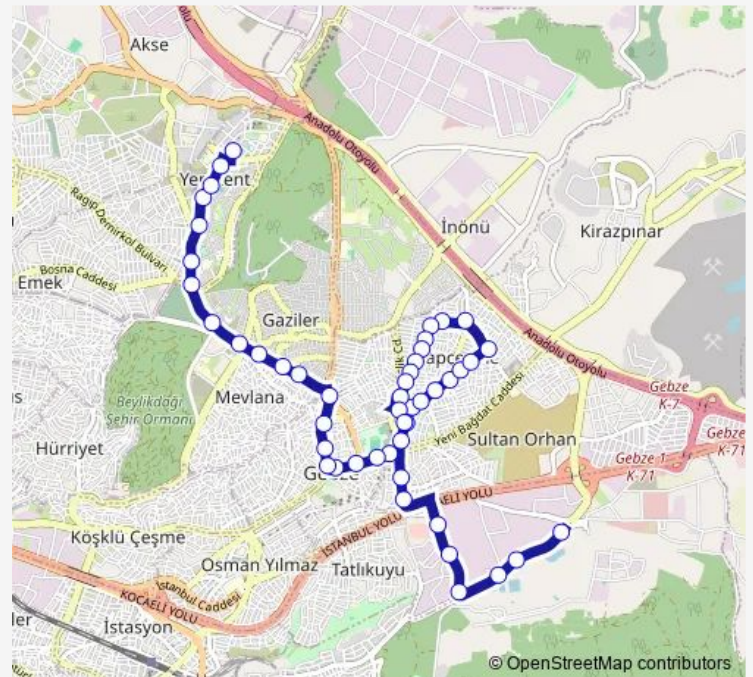 Akse
Anadolu Otoyolu
Ragıp Demirkol Bulvarı
İnönü
Kirazpınar
Bosna Caddesi
Emek
Gaziler
Anadolu Otoyolu
Mevlana
Gebze
K-7
Beylikdağı
Şehir Ormanı
Yeni Bağdat Caddesi
Sultan Orhan
Hürriyet
Gebze 1
K-71
K-71
İSTANBUL YOLU
Köşklü Çeşme
Osman Yılmaz
Tatlıkuyu
İstanbul Caddesi
KOCAELİ YOLU
İstasyon
© OpenStreetMap contributors